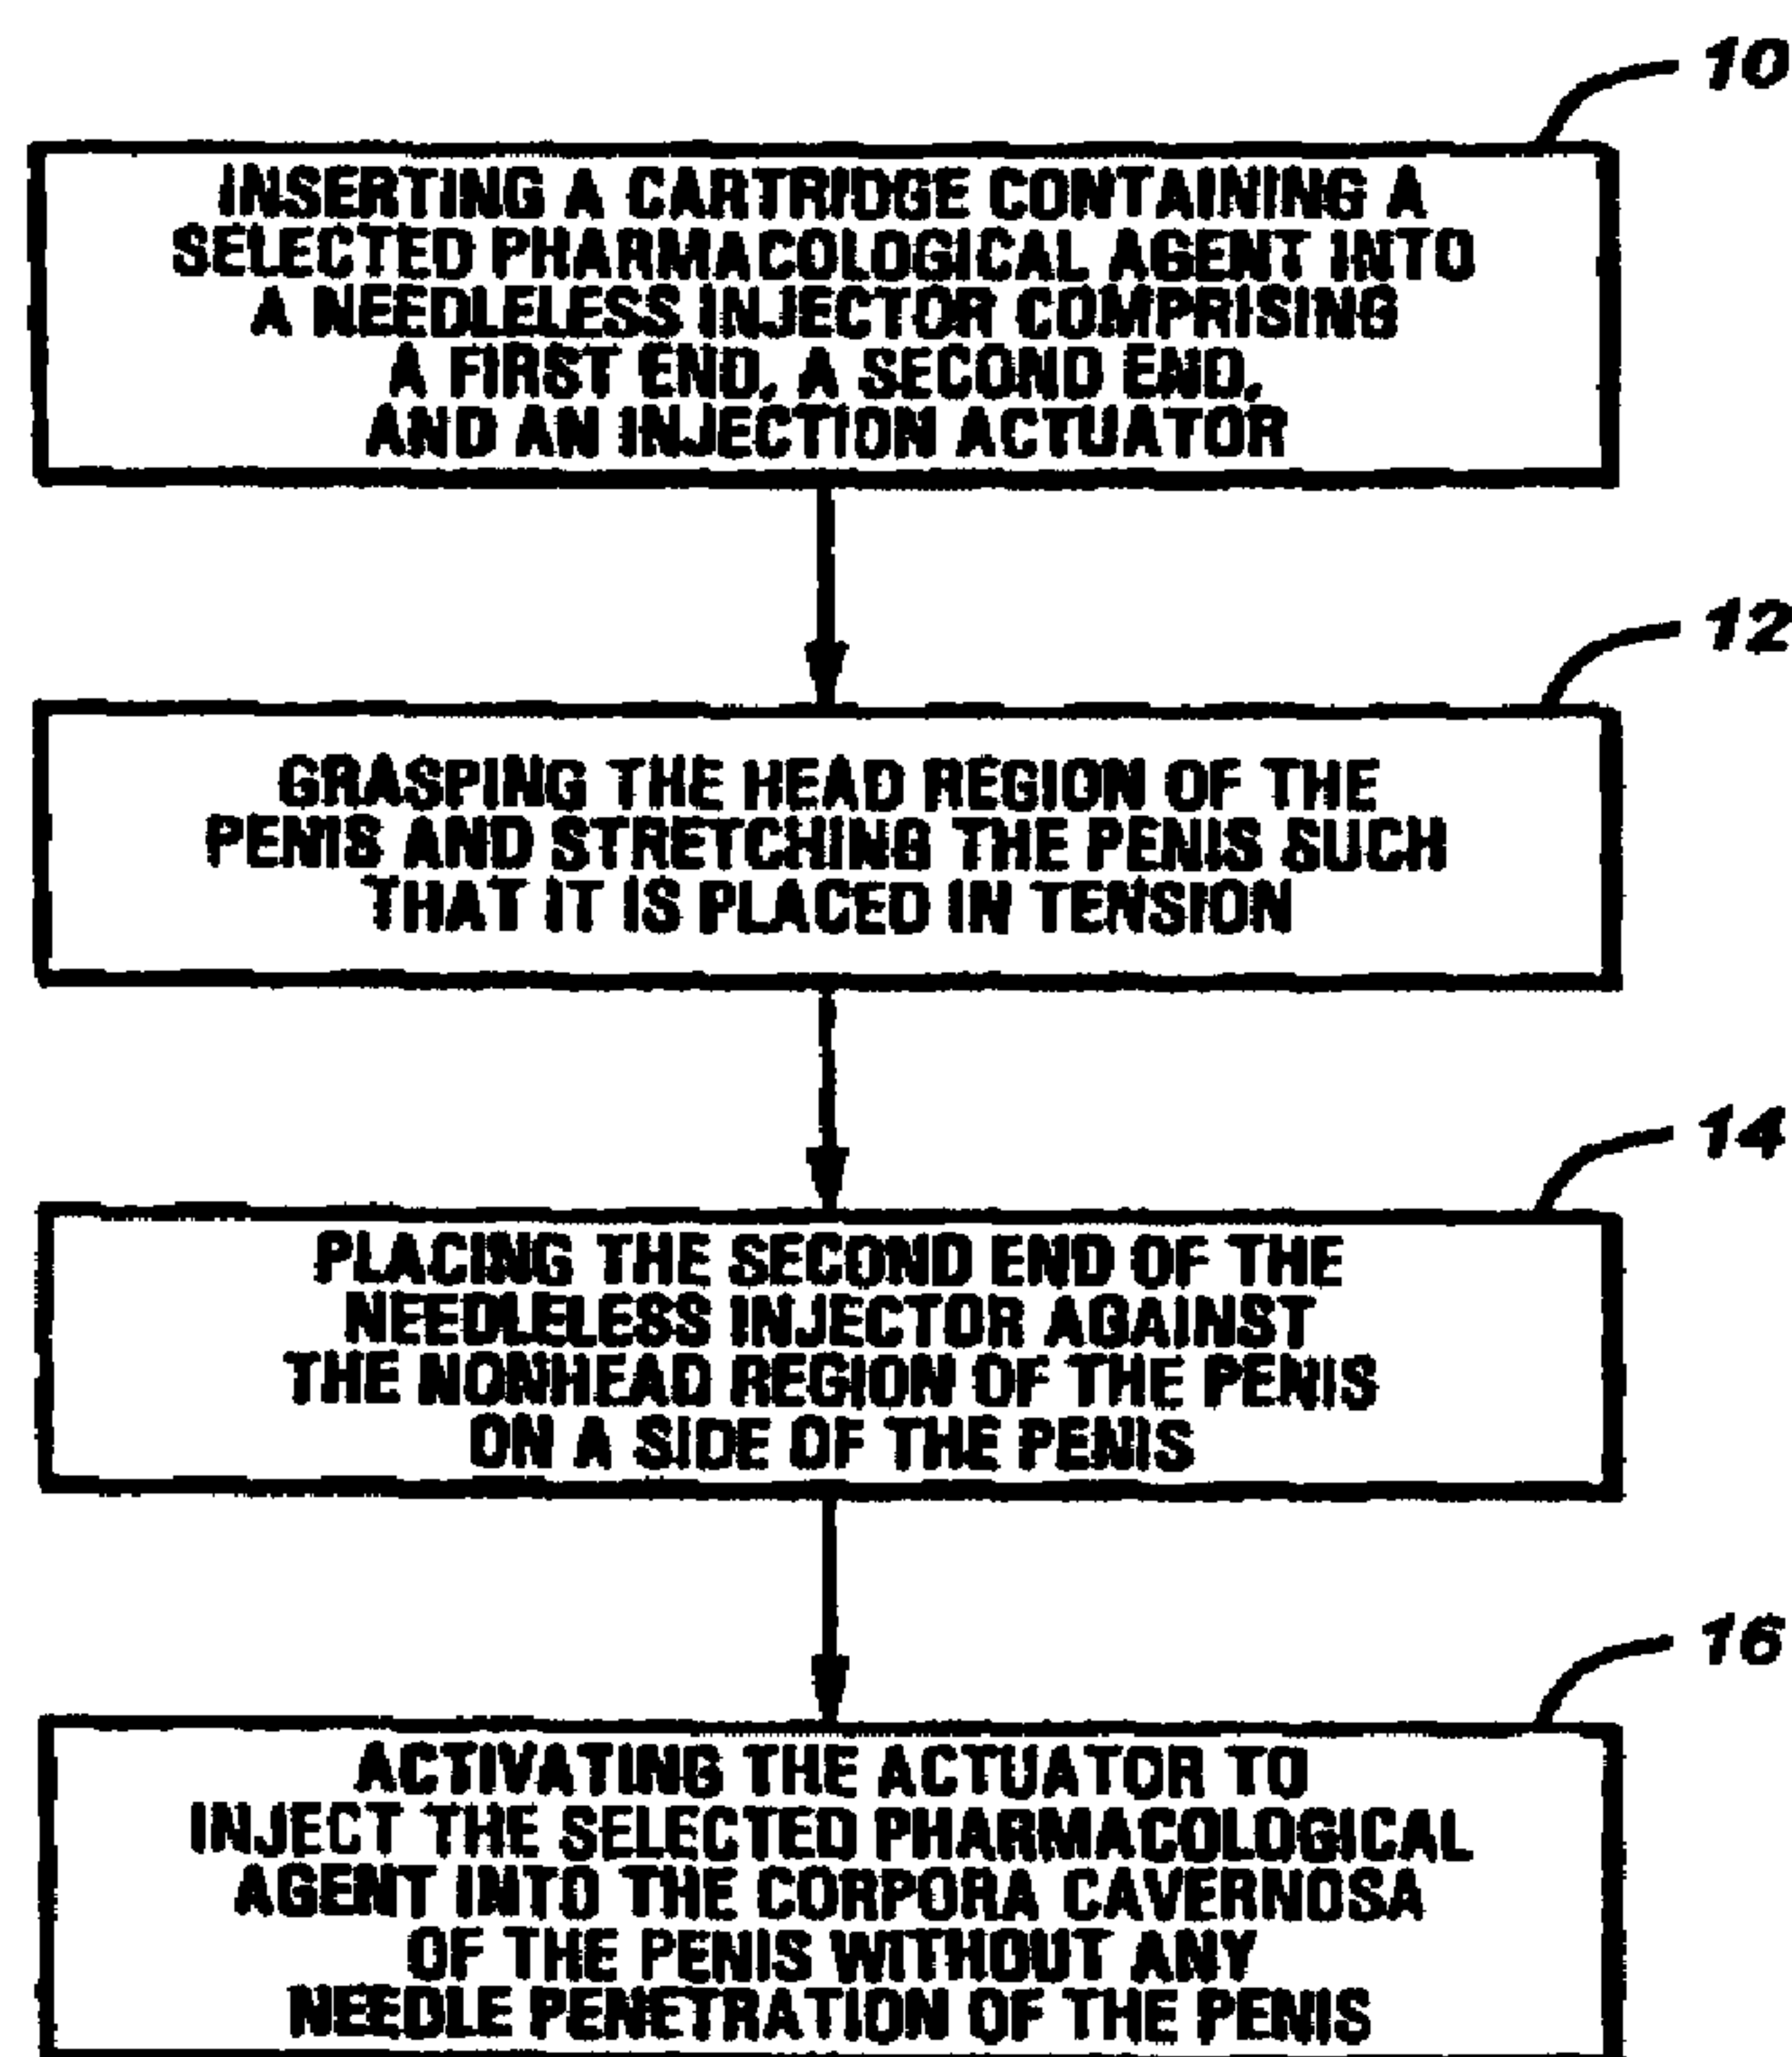 10
INSERTING A CARTRIDGE CONTAINING A
SELECTED PHARMACOLOGICAL AGENT INTO
A NEEDLELESS INJECTOR COMPRISING
A FIRST END, A SECOND END,
AND AN INJECTION ACTUATOR
12
GRASPING THE HEAD REGION OF THE
PENIS AND STRETCHING THE PENIS SUCH
THAT IT IS PLACED IN TENSION
14
PLACING THE SECOND END OF THE
NEEDLELESS INJECTOR AGAINST
THE NONHEAD REGION OF THE PENIS
ON A SIDE OF THE PENIS
16
ACTIVATING THE ACTUATOR TO
INJECT THE SELECTED PHARMACOLOGICAL
AGENT INTO THE CORPORA CAVERNOSA
OF THE PENIS WITHOUT ANY
NEEDLE PENETRATION OF THE PENIS